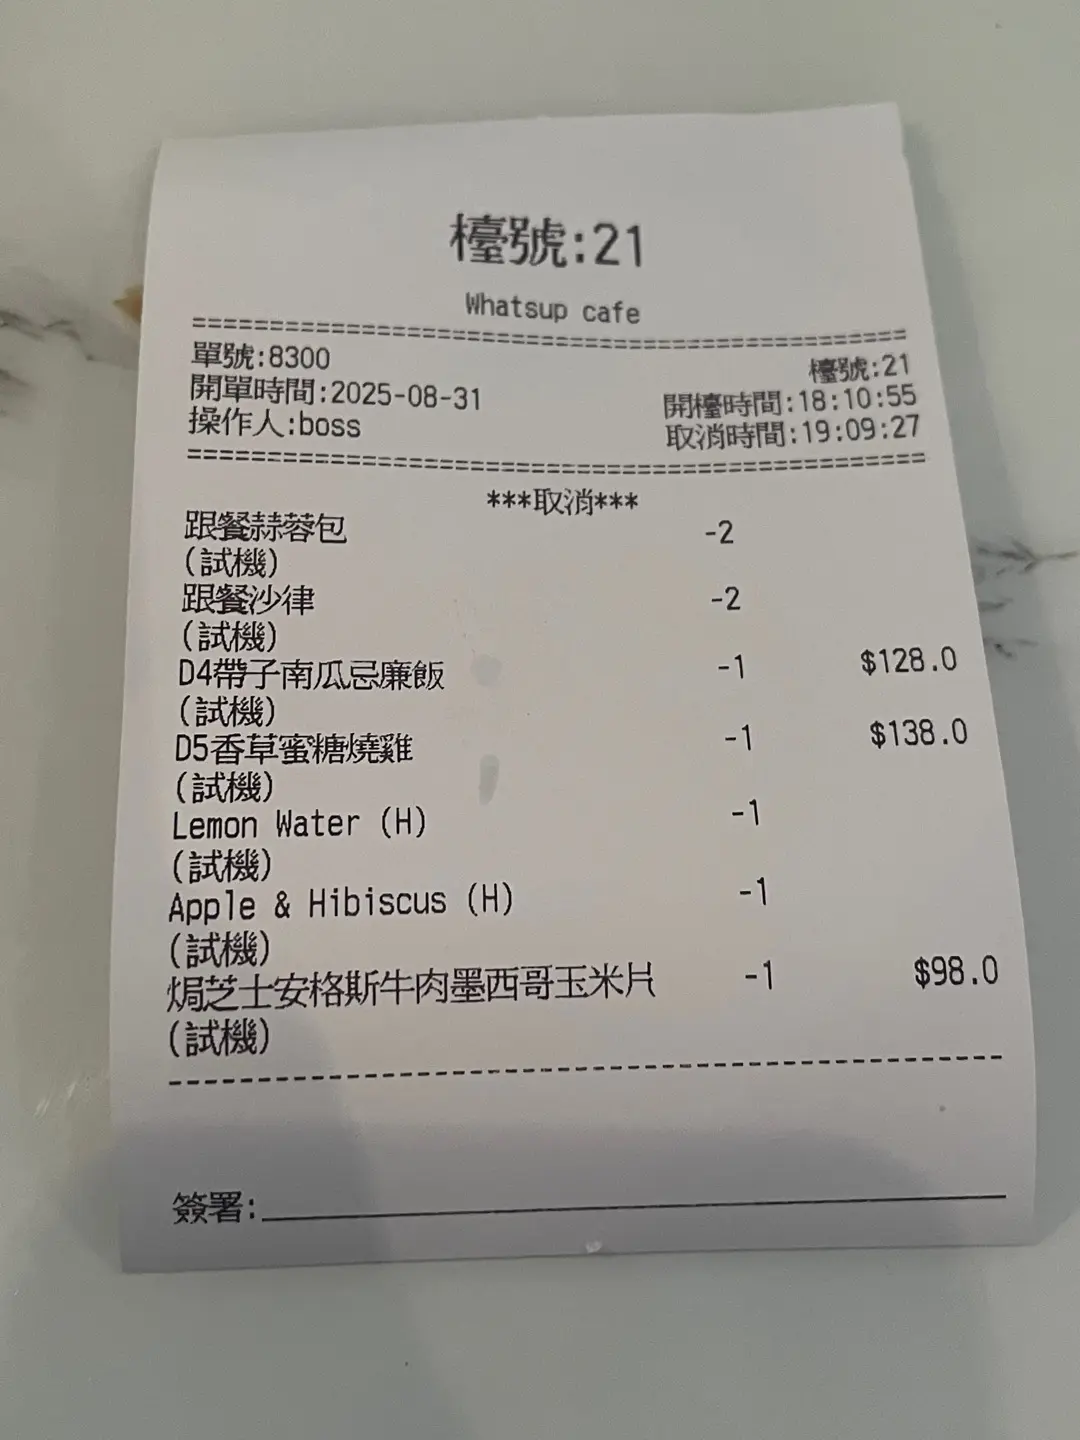 檯號:21
Whatsup cafe
單號:8300 檯號:21
開單時間:2025-08-31 開檯時間:18:10:55
操作人:boss 取消時間:19:09:27
***取消***
跟餐蒜蓉包 -2
(試機)
跟餐沙律 -2
(試機)
D4帶子南瓜忌廉飯 -1 $128.0
(試機)
D5香草蜜糖燒雞 -1 $138.0
(試機)
Lemon Water (H) -1
(試機)
Apple & Hibiscus (H) -1
(試機)
焗芝士安格斯牛肉墨西哥玉米片 -1 $98.0
(試機)
簽署: